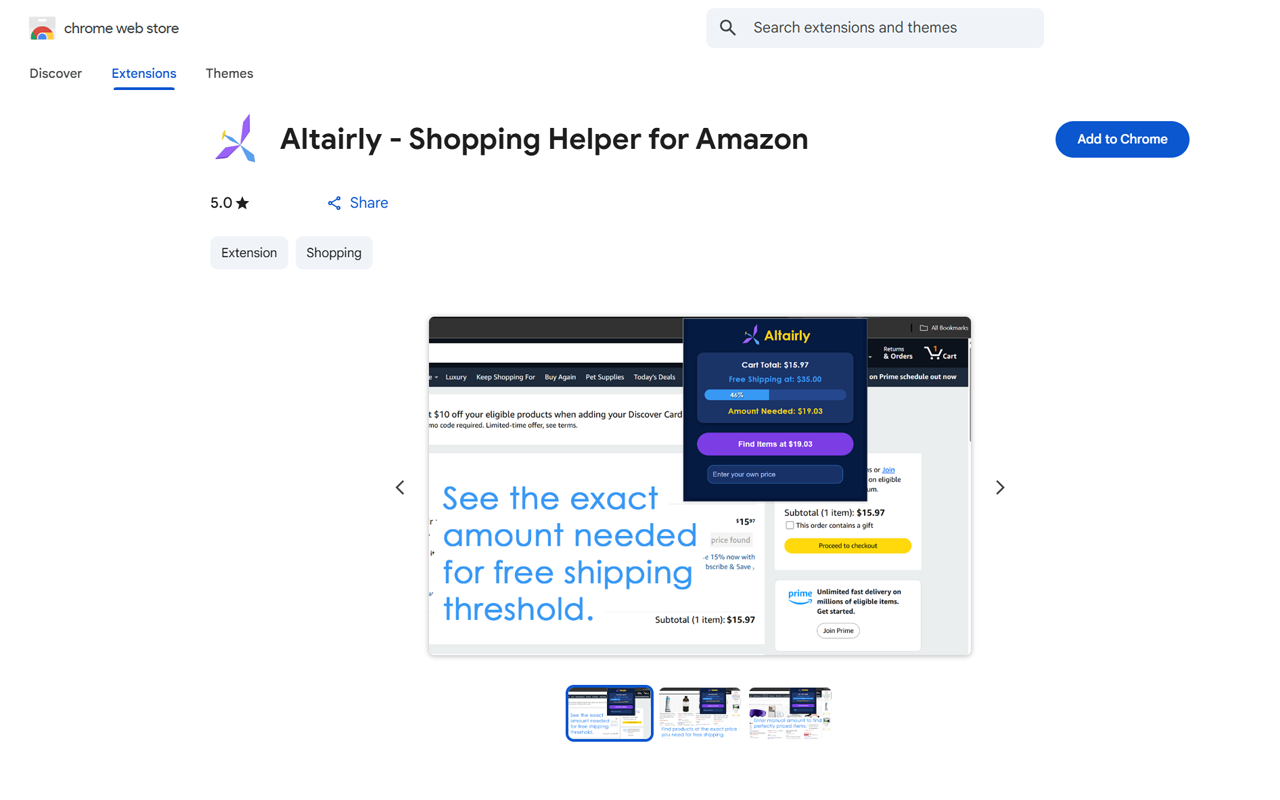 chrome web store
Search extensions and themes
Discover
Extensions
Themes
Altairly - Shopping Helper for Amazon
Add to Chrome
5.0
Share
Extension
Shopping
All Bookmarks
Altairly
Cart Total: $15.97
Free Shipping at: $35.00
46%
Amount Needed: $19.03
Find Items at $19.03
Enter your own price
Returns
& Orders
1
Cart
Luxury Keep Shopping For Buy Again Pet Supplies Today's Deals
on Prime schedule out now
$10 off your eligible products when adding your Discover Card
code required. Limited-time offer, see terms.
See the exact
amount needed
for free shipping
threshold.
$15⁹⁷
price found
15% now with
& Save
Subtotal (1 item): $15.97
or Join
on eligible
Subtotal (1 item): $15.97
This order contains a gift
Proceed to checkout
prime
Unlimited fast delivery on
millions of eligible items.
Get started.
Join Prime
See the exact
amount needed
for free shipping
threshold.
Find products at the exact price
you need for free shipping.
Enter manual amount to find
perfectly priced items.